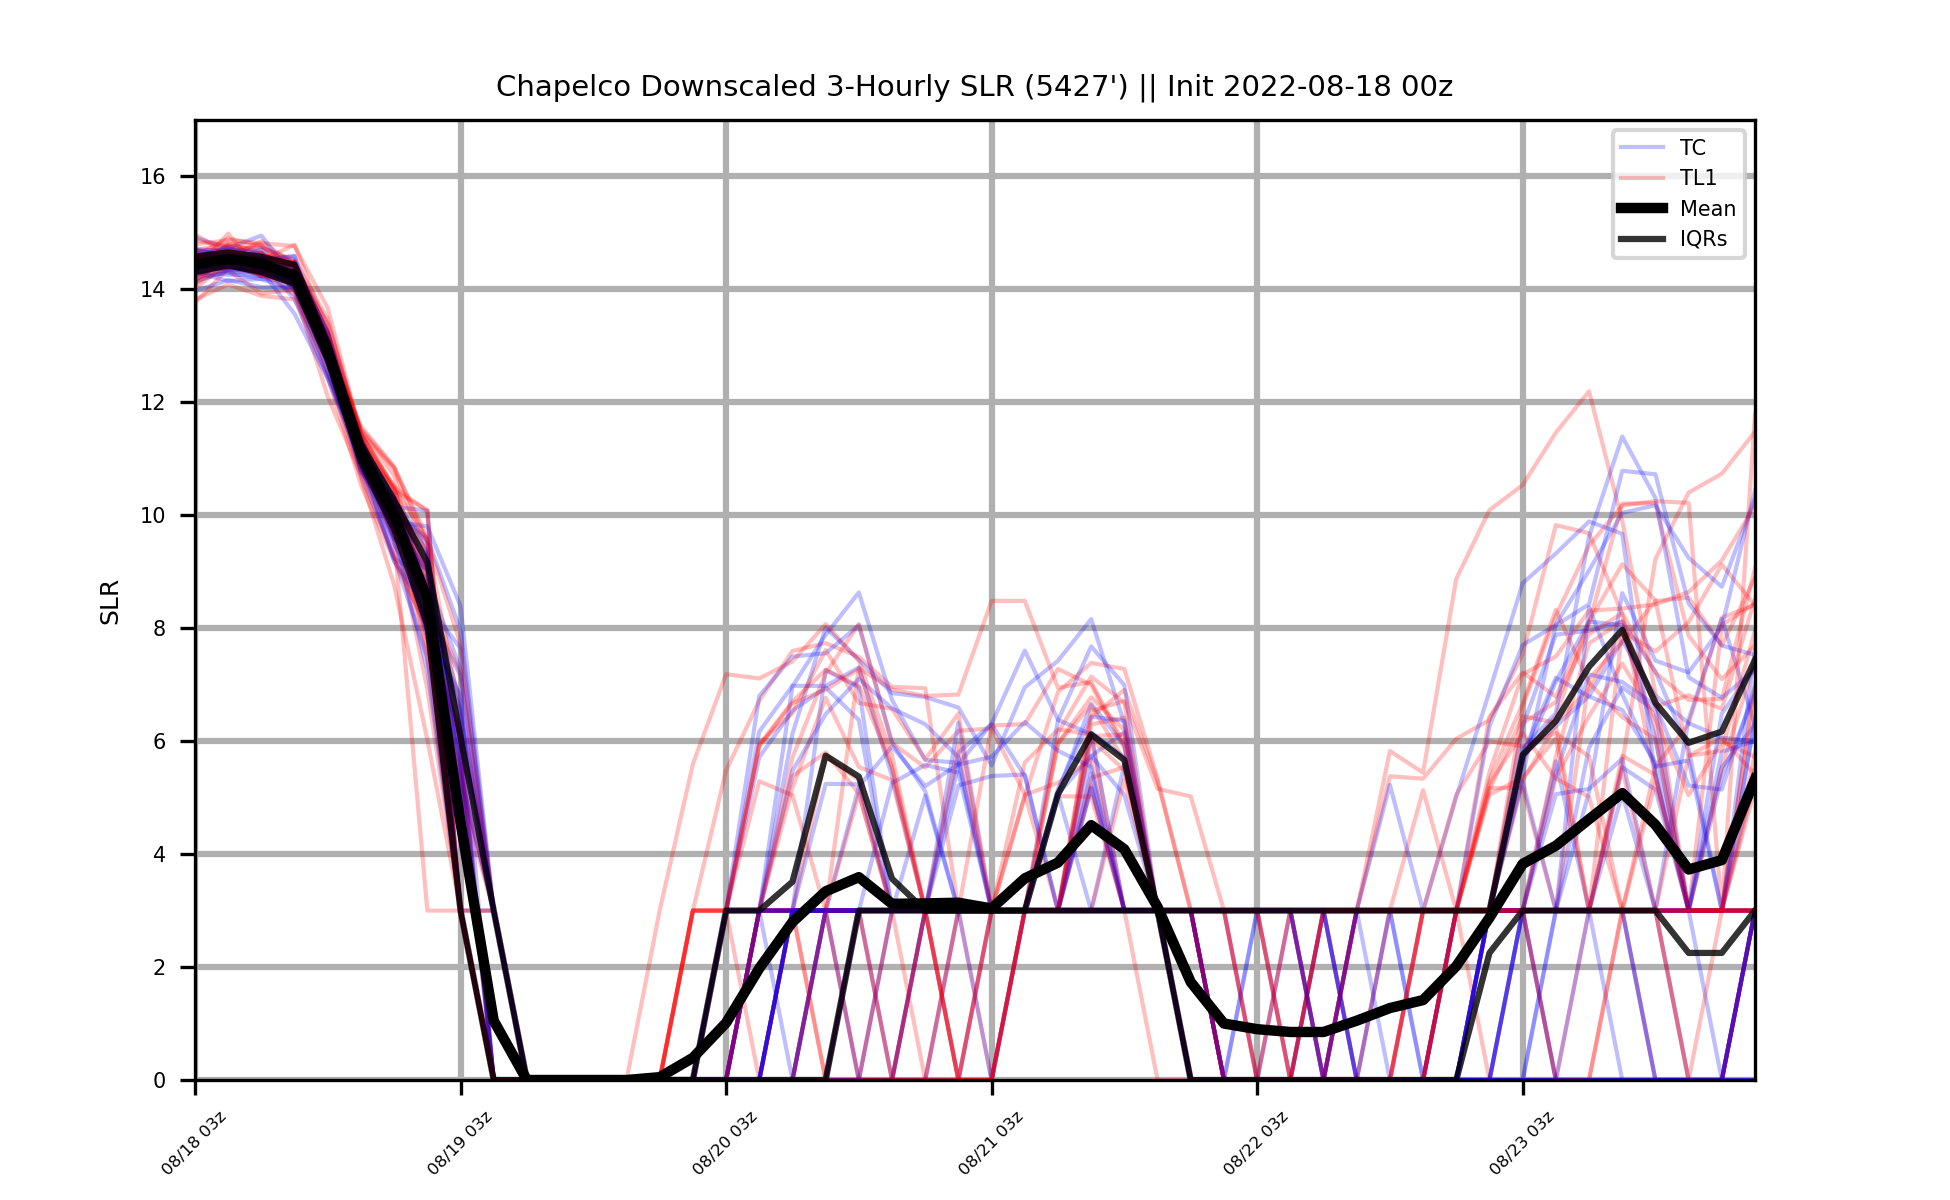 Chapelco Downscaled 3-Hourly SLR (5427') || Init 2022-08-18 00z
TC
TL1
Mean
IQRs
SLR
16
14
12
10
8
6
4
2
0
08/18 03z
08/19 03z
08/20 03z
08/21 03z
08/22 03z
08/23 03z